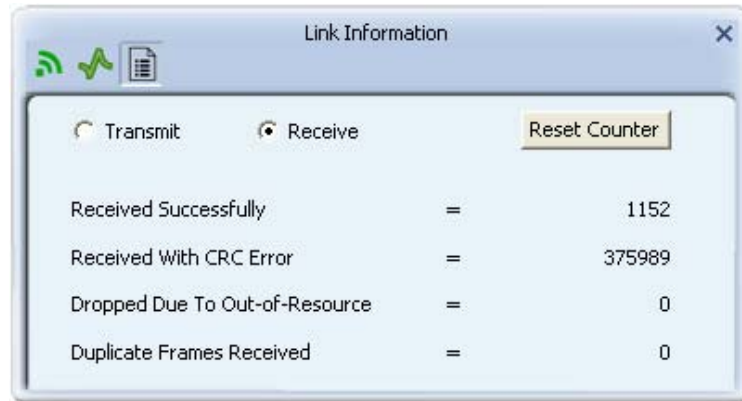 Link Information
Transmit Receive Reset Counter
Received Successfully = 1152
Received With CRC Error = 375989
Dropped Due To Out-of-Resource = 0
Duplicate Frames Received = 0